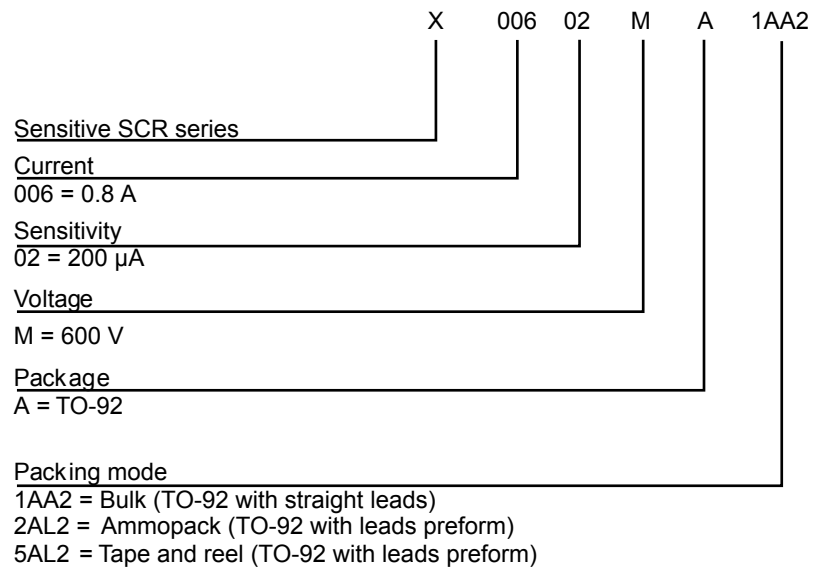 X 006 02 M A 1AA2
Sensitive SCR series
Current
006 = 0.8 A
Sensitivity
02 = 200 µA
Voltage
M = 600 V
Package
A = TO-92
Packing mode
1AA2 = Bulk (TO-92 with straight leads)
2AL2 = Ammopack (TO-92 with leads preform)
5AL2 = Tape and reel (TO-92 with leads preform)